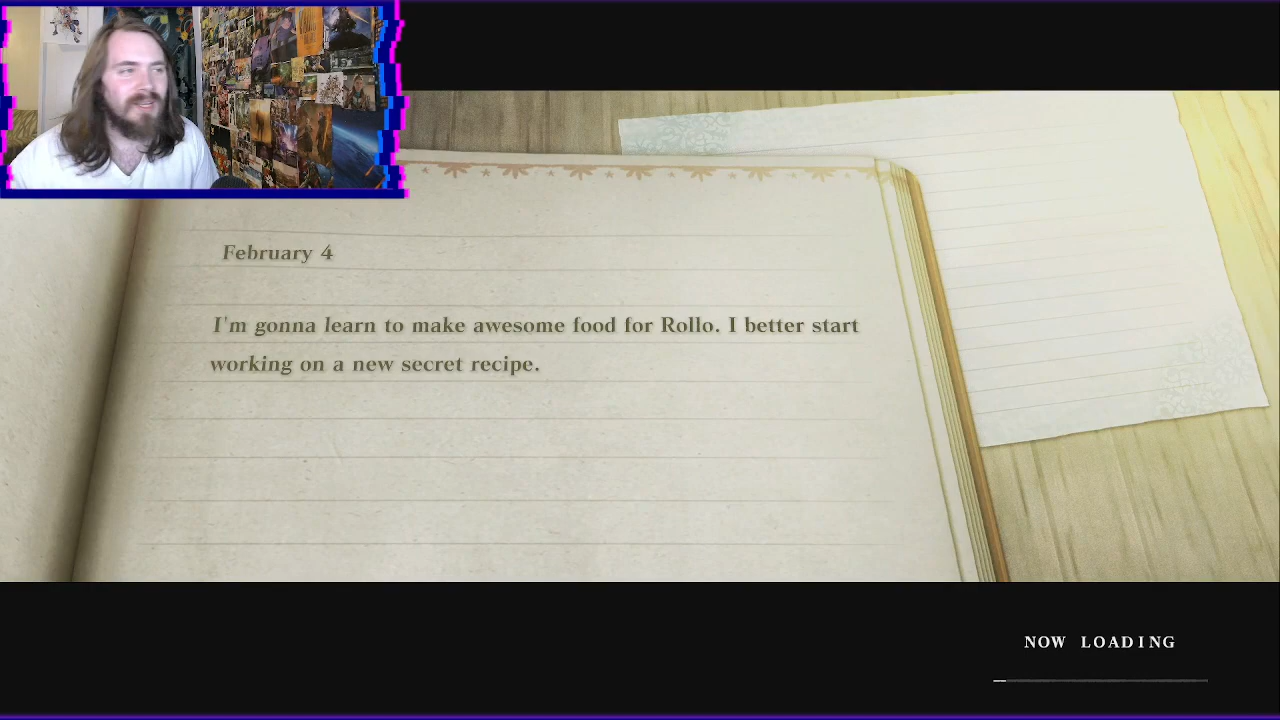 February 4
I'm gonna learn to make awesome food for Rollo. I better start
working on a new secret recipe.
NOW LOADING